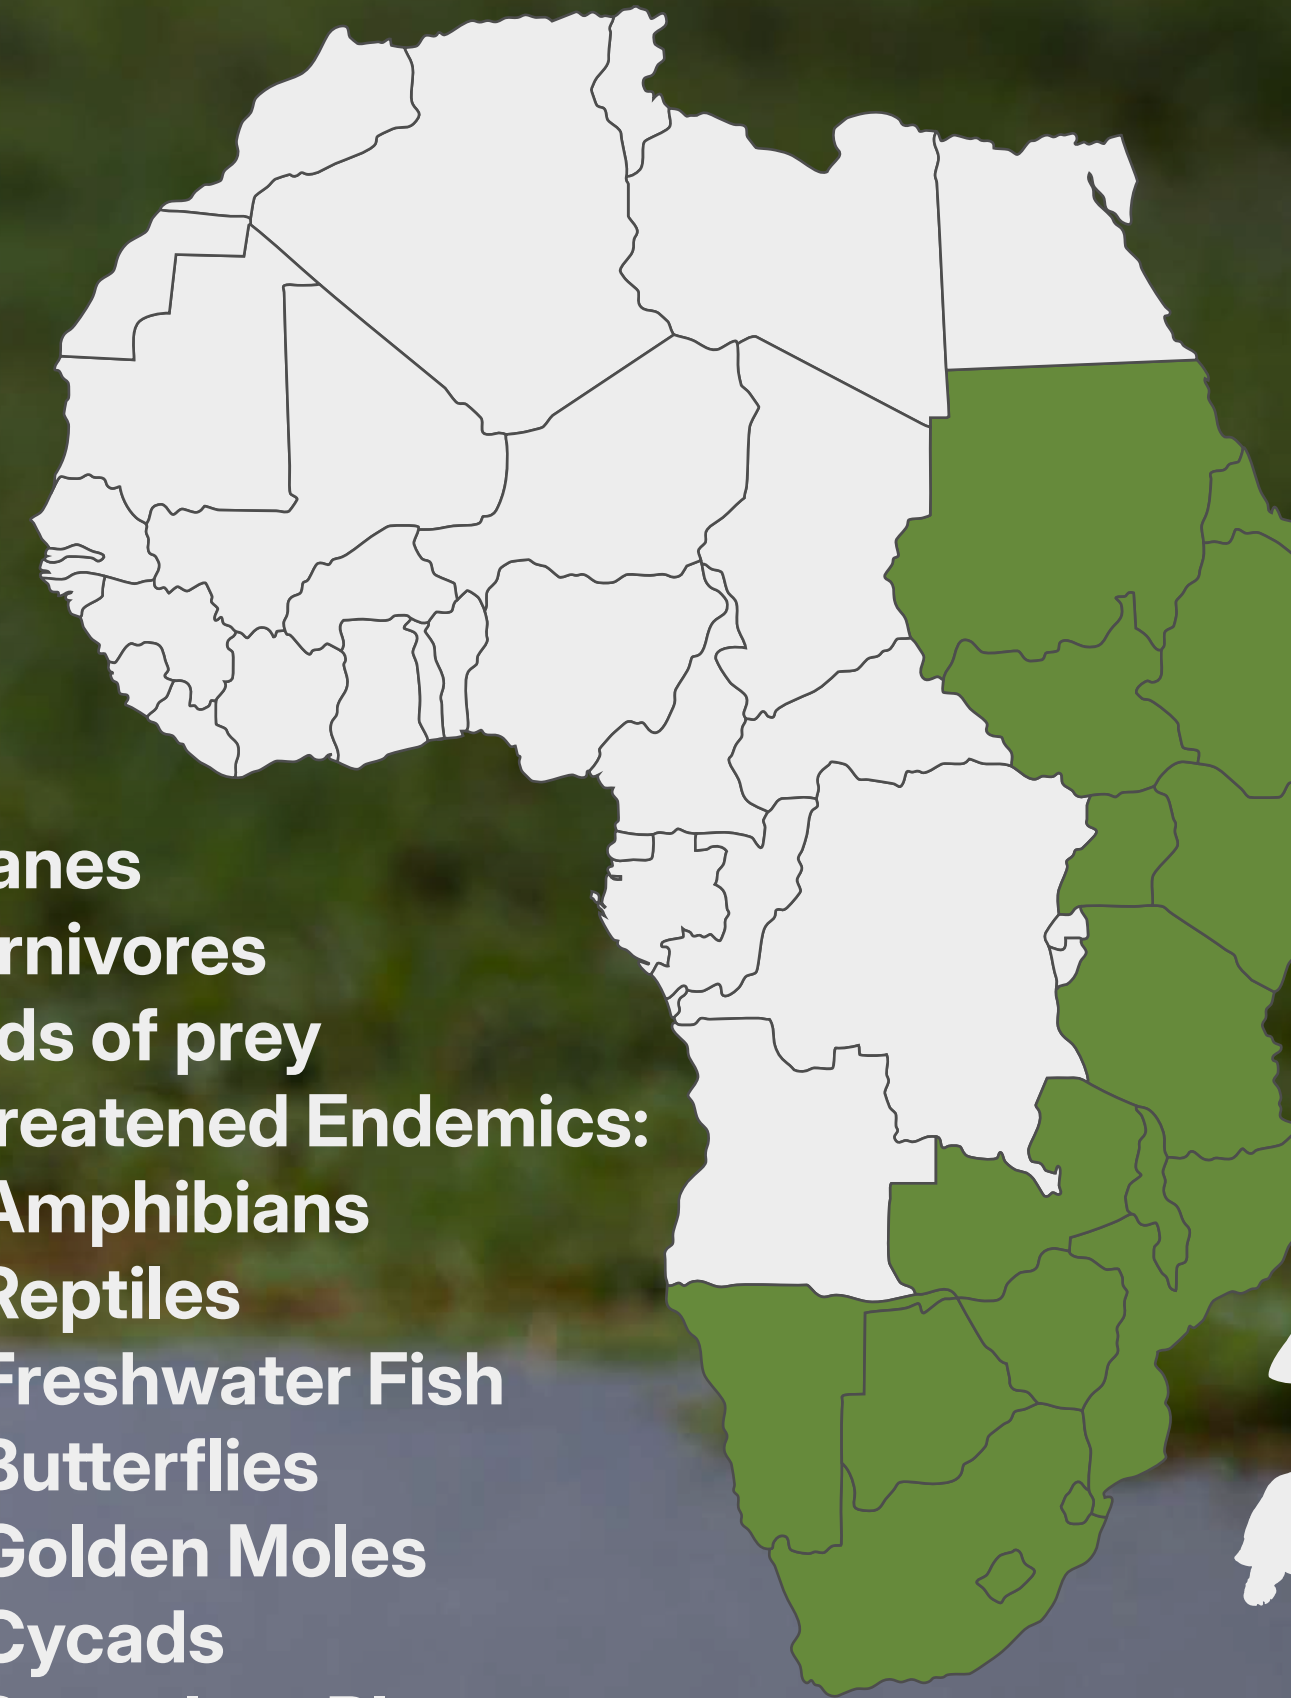 anes
rnivores
ds of prey
reatened Endemics:
Amphibians
Reptiles
Freshwater Fish
Butterflies
Golden Moles
Cycads